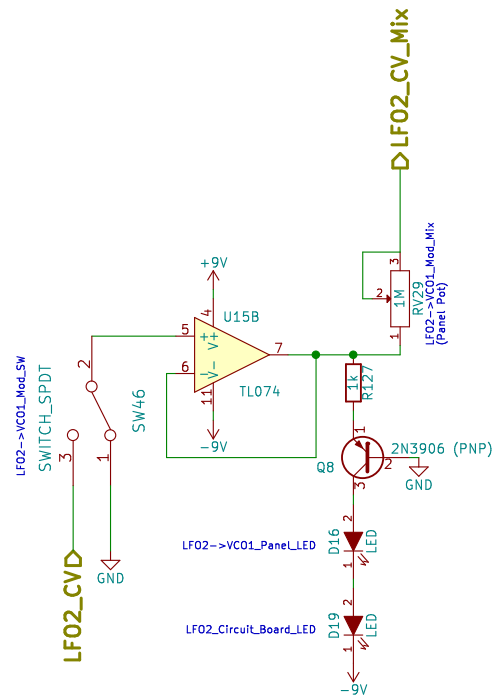 LFO2_CV_Mix
+9V
4
U15B
5
+
V+
6
-
V-
7
11
TL074
-9V
3
2
1M
RV29
1
LFO2->VCO1_Mod_Mix
(Panel Pot)
LFO2->VCO1_Mod_SW
SWITCH_SPDT
2
SW46
3
1
1k
R127
1
2N3906 (PNP)
Q8
2
3
GND
LFO2_CV
GND
LFO2->VCO1_Panel_LED
D16
2
LED
1
LFO2_Circuit_Board_LED
D19
2
LED
1
-9V